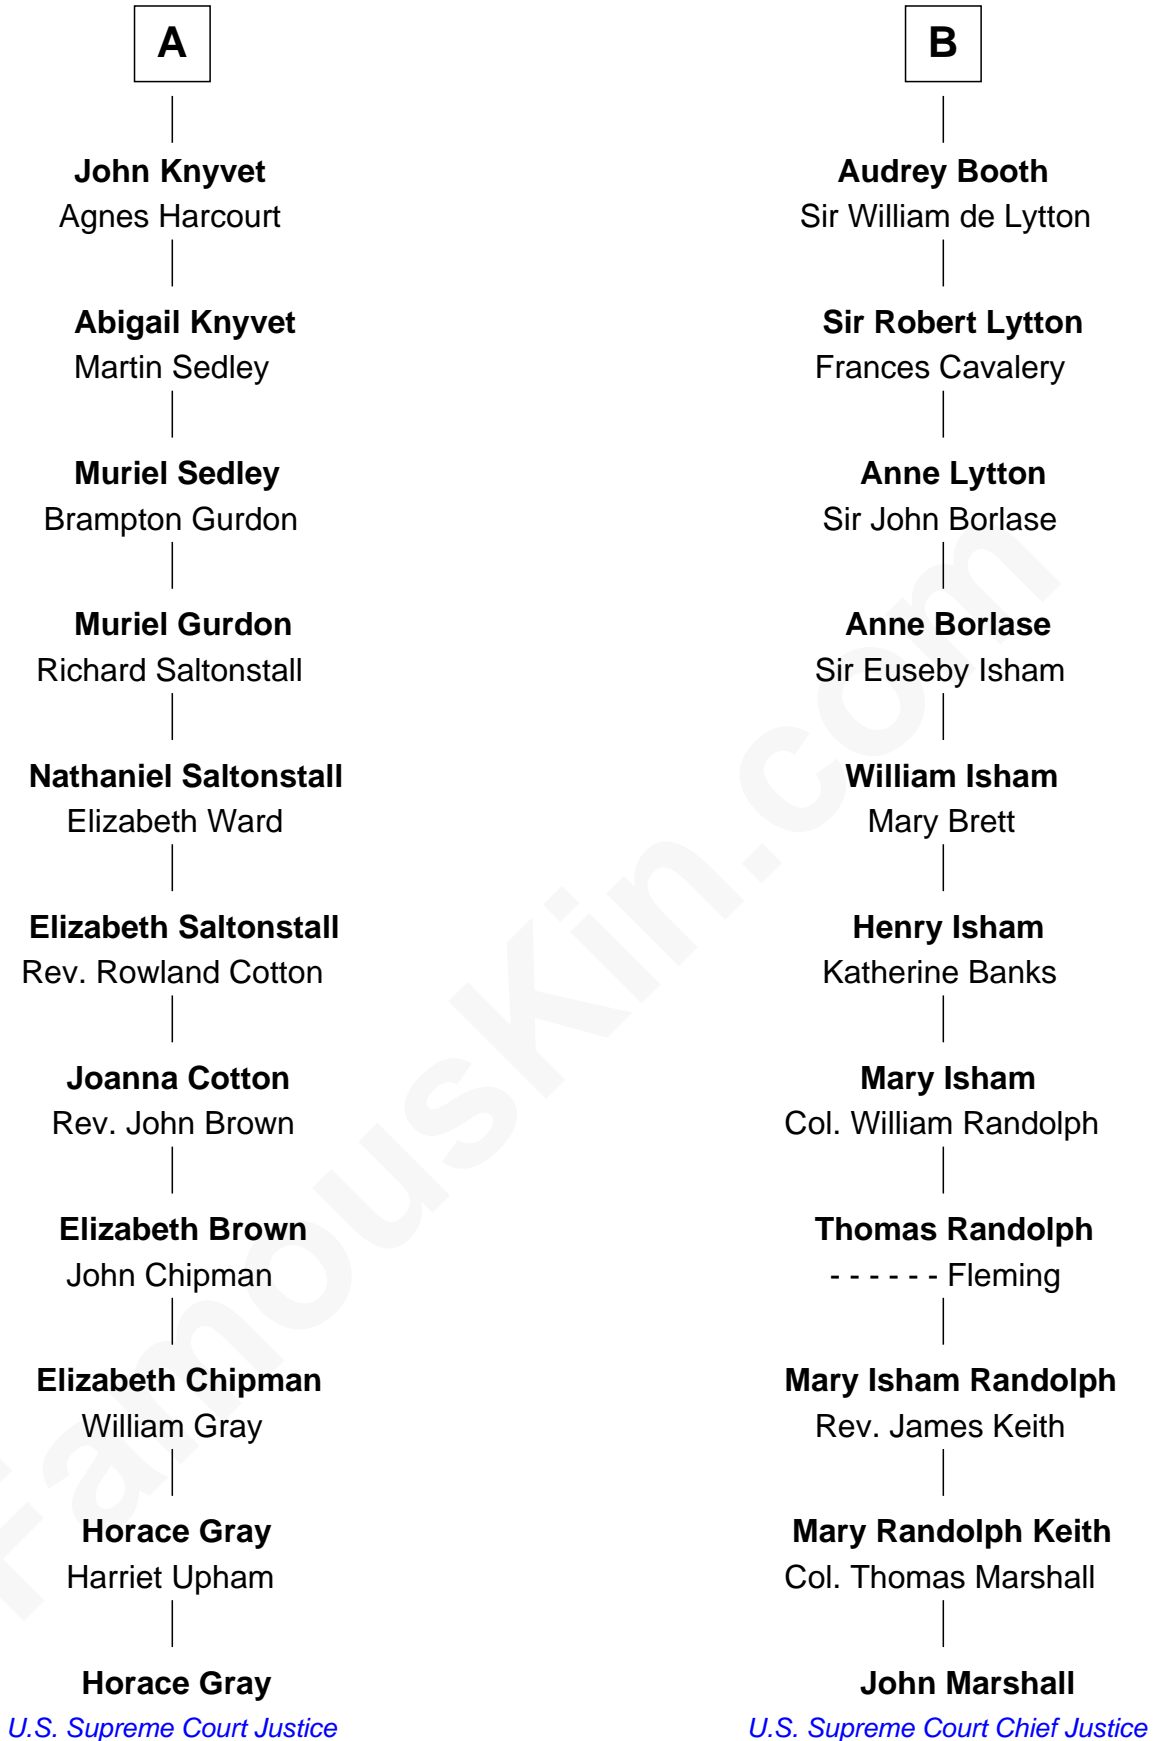 A
John Knyvet
Agnes Harcourt
Abigail Knyvet
Martin Sedley
Muriel Sedley
Brampton Gurdon
Muriel Gurdon
Richard Saltonstall
Nathaniel Saltonstall
Elizabeth Ward
Elizabeth Saltonstall
Rev. Rowland Cotton
Joanna Cotton
Rev. John Brown
Elizabeth Brown
John Chipman
Elizabeth Chipman
William Gray
Horace Gray
Harriet Upham
Horace Gray
U.S. Supreme Court Justice
B
Audrey Booth
Sir William de Lytton
Sir Robert Lytton
Frances Cavalery
Anne Lytton
Sir John Borlase
Anne Borlase
Sir Euseby Isham
William Isham
Mary Brett
Henry Isham
Katherine Banks
Mary Isham
Col. William Randolph
Thomas Randolph
- - - - - - Fleming
Mary Isham Randolph
Rev. James Keith
Mary Randolph Keith
Col. Thomas Marshall
John Marshall
U.S. Supreme Court Chief Justice
FamousKin.com